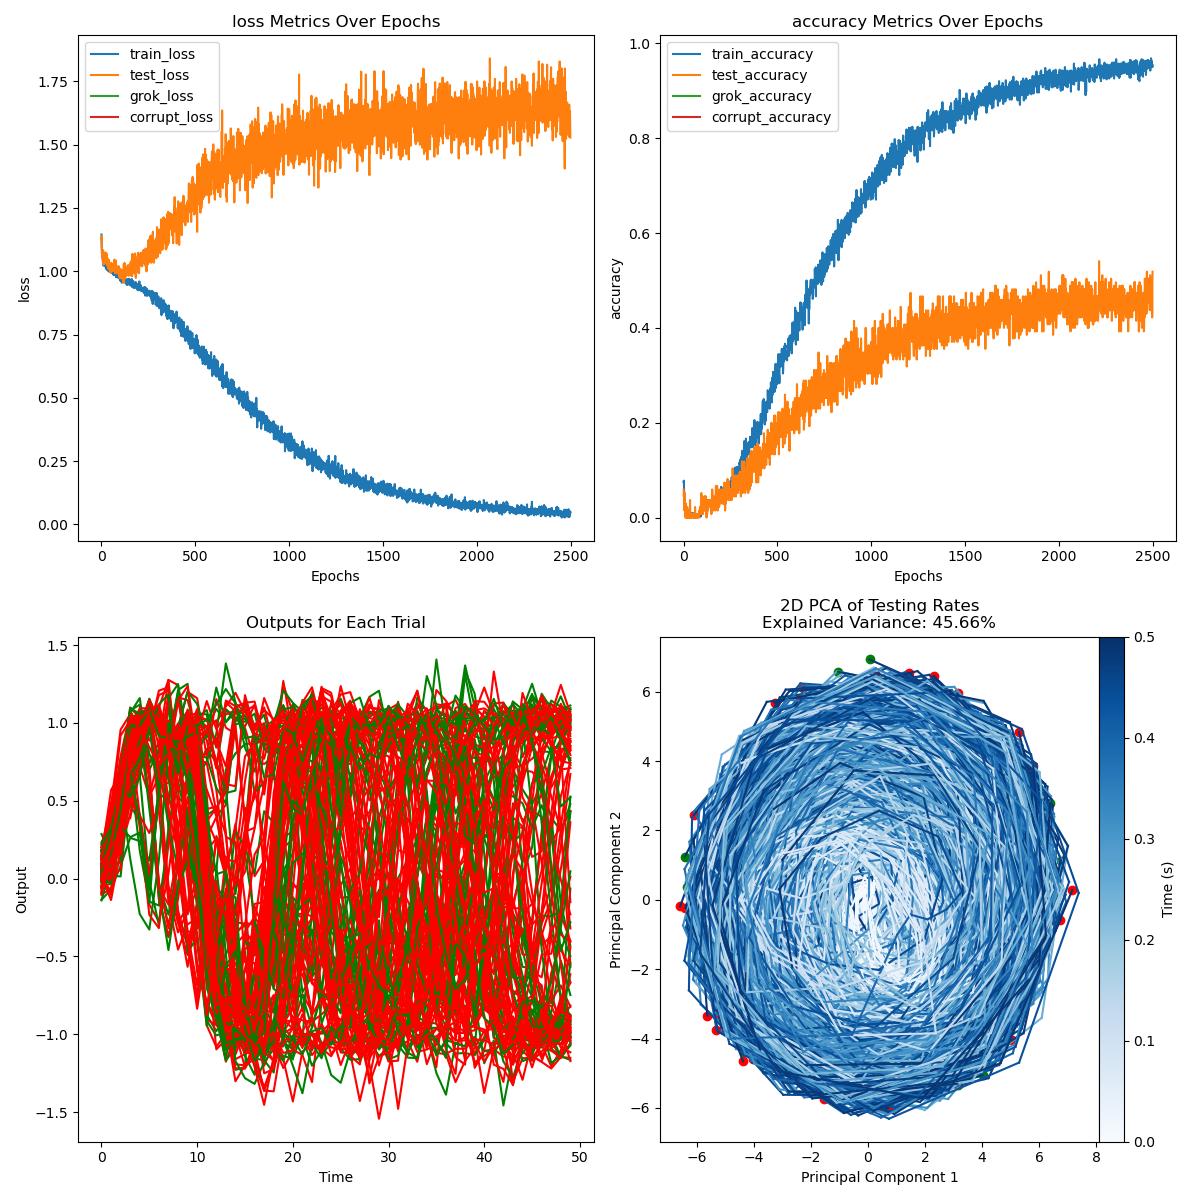 loss Metrics Over Epochs
train_loss
test_loss
grok_loss
corrupt_loss
1.75
1.50
1.25
1.00
0.75
0.50
0.25
0.00
loss
0
500
1000
1500
2000
2500
Epochs
accuracy Metrics Over Epochs
train_accuracy
test_accuracy
grok_accuracy
corrupt_accuracy
1.0
0.8
0.6
0.4
0.2
0.0
accuracy
0
500
1000
1500
2000
2500
Epochs
Outputs for Each Trial
1.5
1.0
0.5
0.0
−0.5
−1.0
−1.5
Output
0
10
20
30
40
50
Time
2D PCA of Testing Rates
Explained Variance: 45.66%
6
4
2
0
−2
−4
−6
Principal Component 2
−6
−4
−2
0
2
4
6
8
Principal Component 1
0.5
0.4
0.3
0.2
0.1
0.0
Time (s)